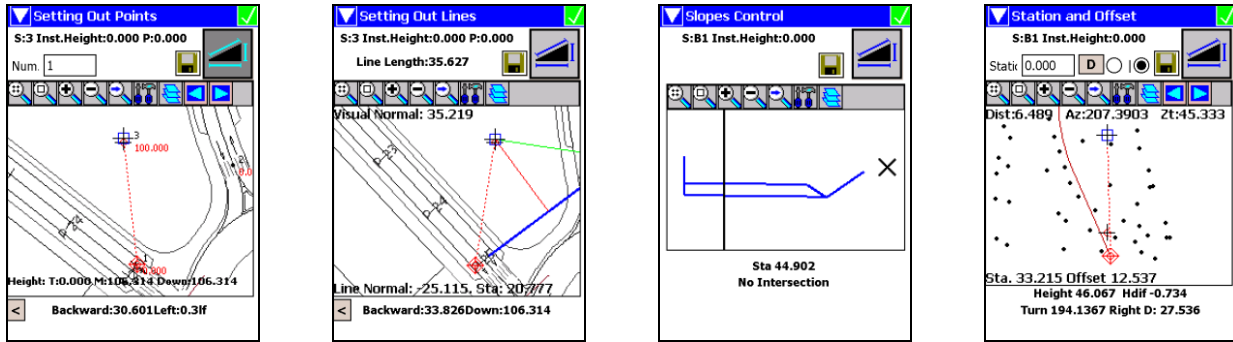 Setting Out Points
S:3 Inst.Height:0.000 P:0.000
Num. 1
3
100.000
2
1
Height: T:0.000 M:106.314 Down:106.314
< Backward:30.601Left:0.3lf
Setting Out Lines
S:3 Inst.Height:0.000 P:0.000
Line Length:35.627
Visual Normal: 35.219
P-23
P-24
Line Normal: -25.115. Sta: 20.777
< Backward:33.826Down:106.314
Slopes Control
S:B1 Inst.Height:0.000
Sta 44.902
No Intersection
Station and Offset
S:B1 Inst.Height:0.000
Static 0.000 D
Dist:6.489 Az:207.3903 Zt:45.333
Sta. 33.215 Offset 12.537
Height 46.067 Hdif -0.734
Turn 194.1367 Right D: 27.536